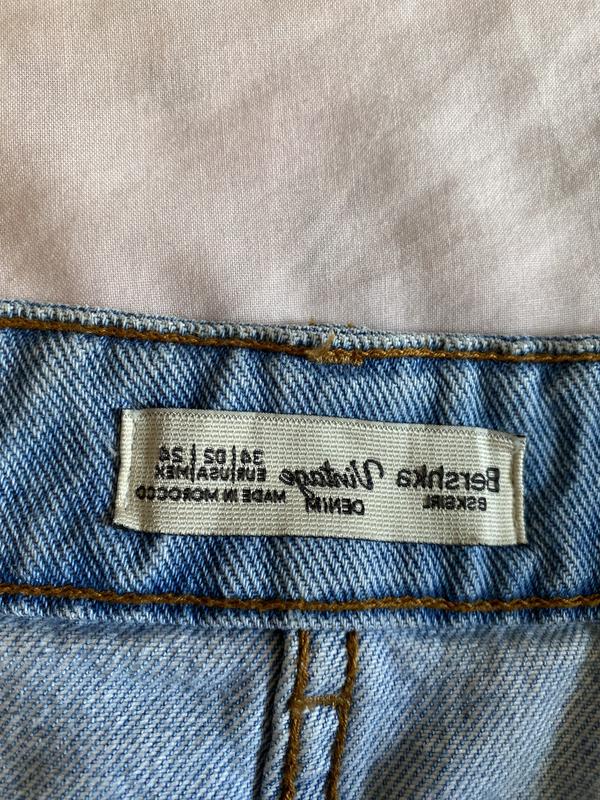 Bershka Vintage
BSKGIRL DENIM
34|02|24
EUR|USA|MEX
MADE IN MOROCCO